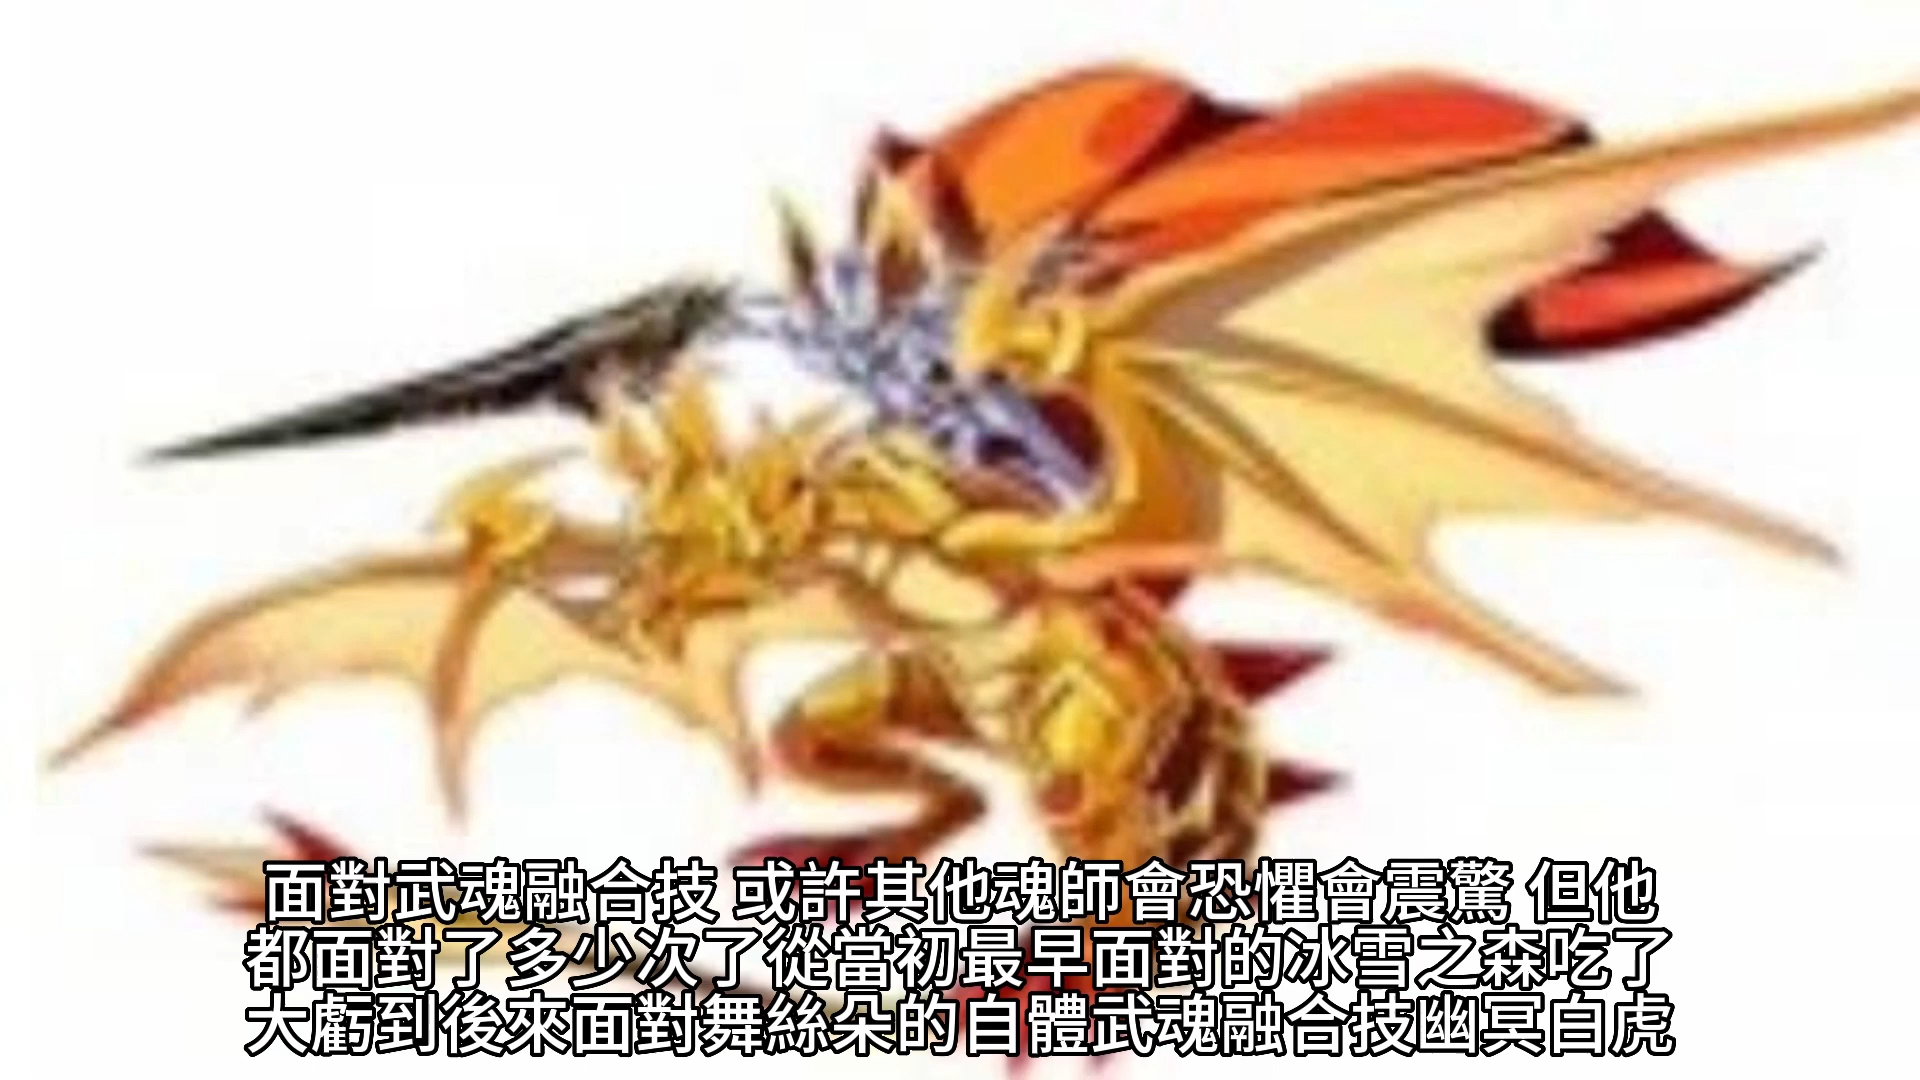 面對武魂融合技 或許其他魂師會恐懼會震驚 但他
都面對了多少次了從當初最早面對的冰雪之森吃了
大虧到後來面對舞絲朵的自體武魂融合技幽冥白虎